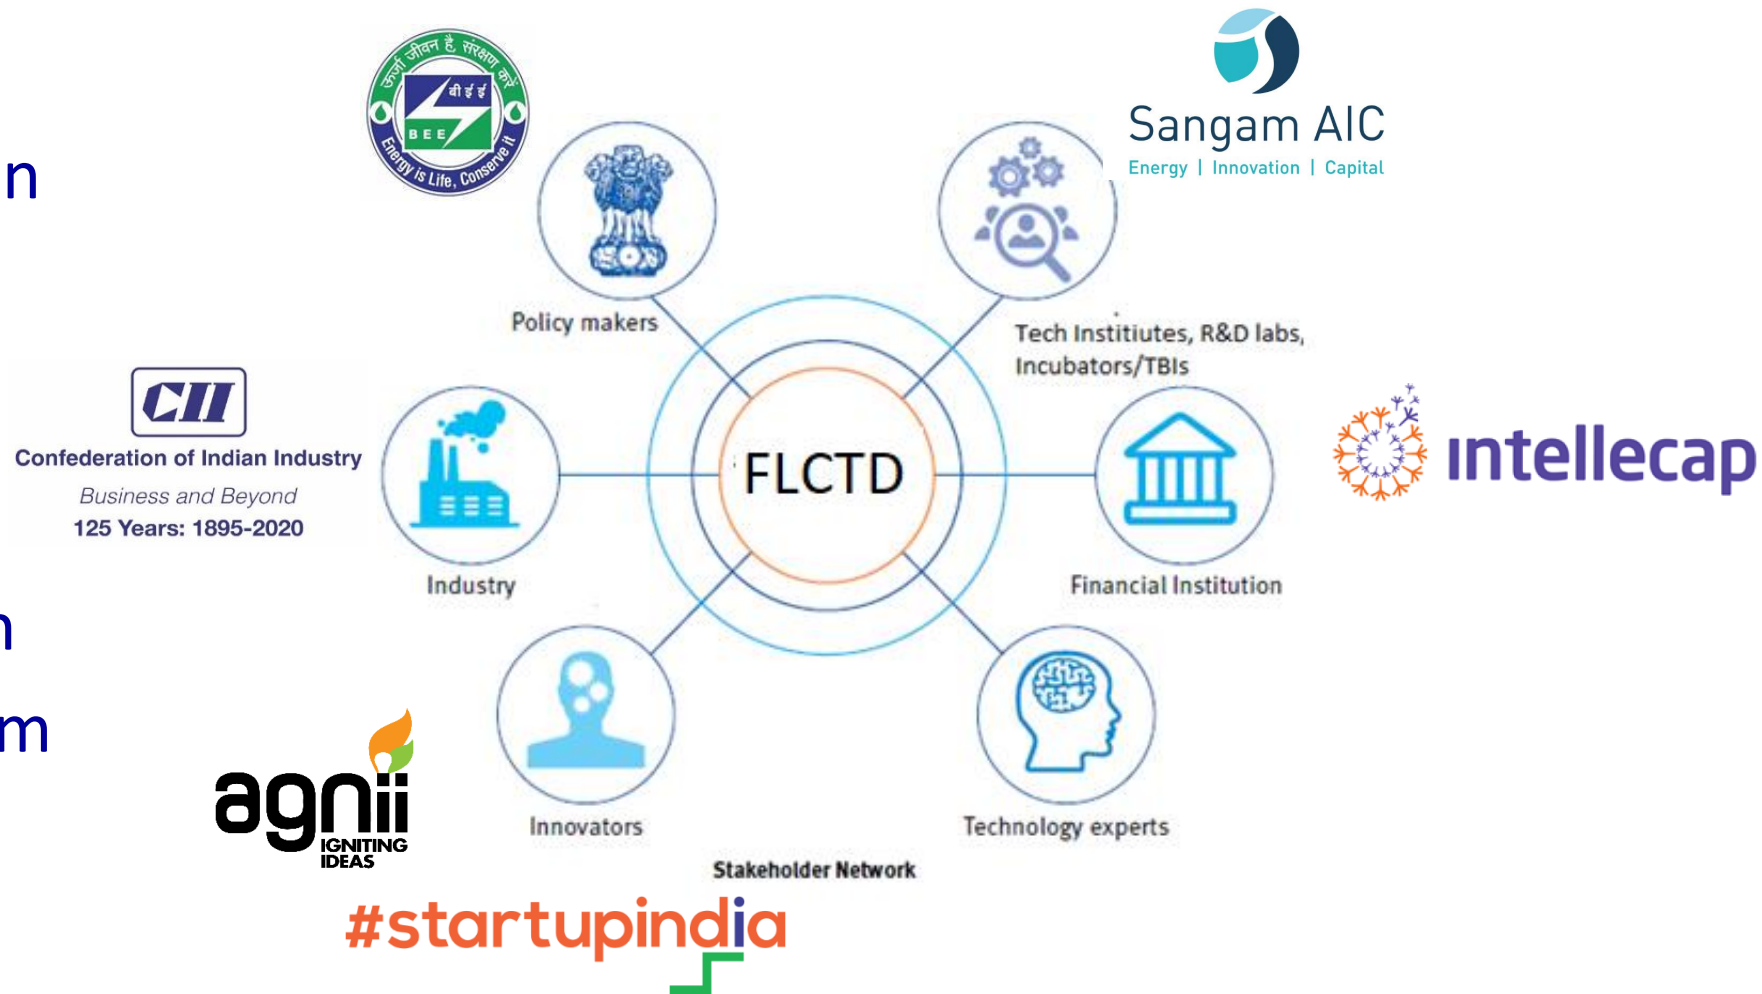 ऊर्जा जीवन है, संरक्षण करें
बी ई ई
BEE
Energy is Life, Conserve it
Sangam AIC
Energy | Innovation | Capital
n
Policy makers
Tech Institiutes, R&D labs,
Incubators/TBIs
CII
Confederation of Indian Industry
Business and Beyond
125 Years: 1895-2020
FLCTD
intellecap
Industry
Financial Institution
n
m
agnii
IGNITING
IDEAS
Innovators
Technology experts
Stakeholder Network
#startupindia